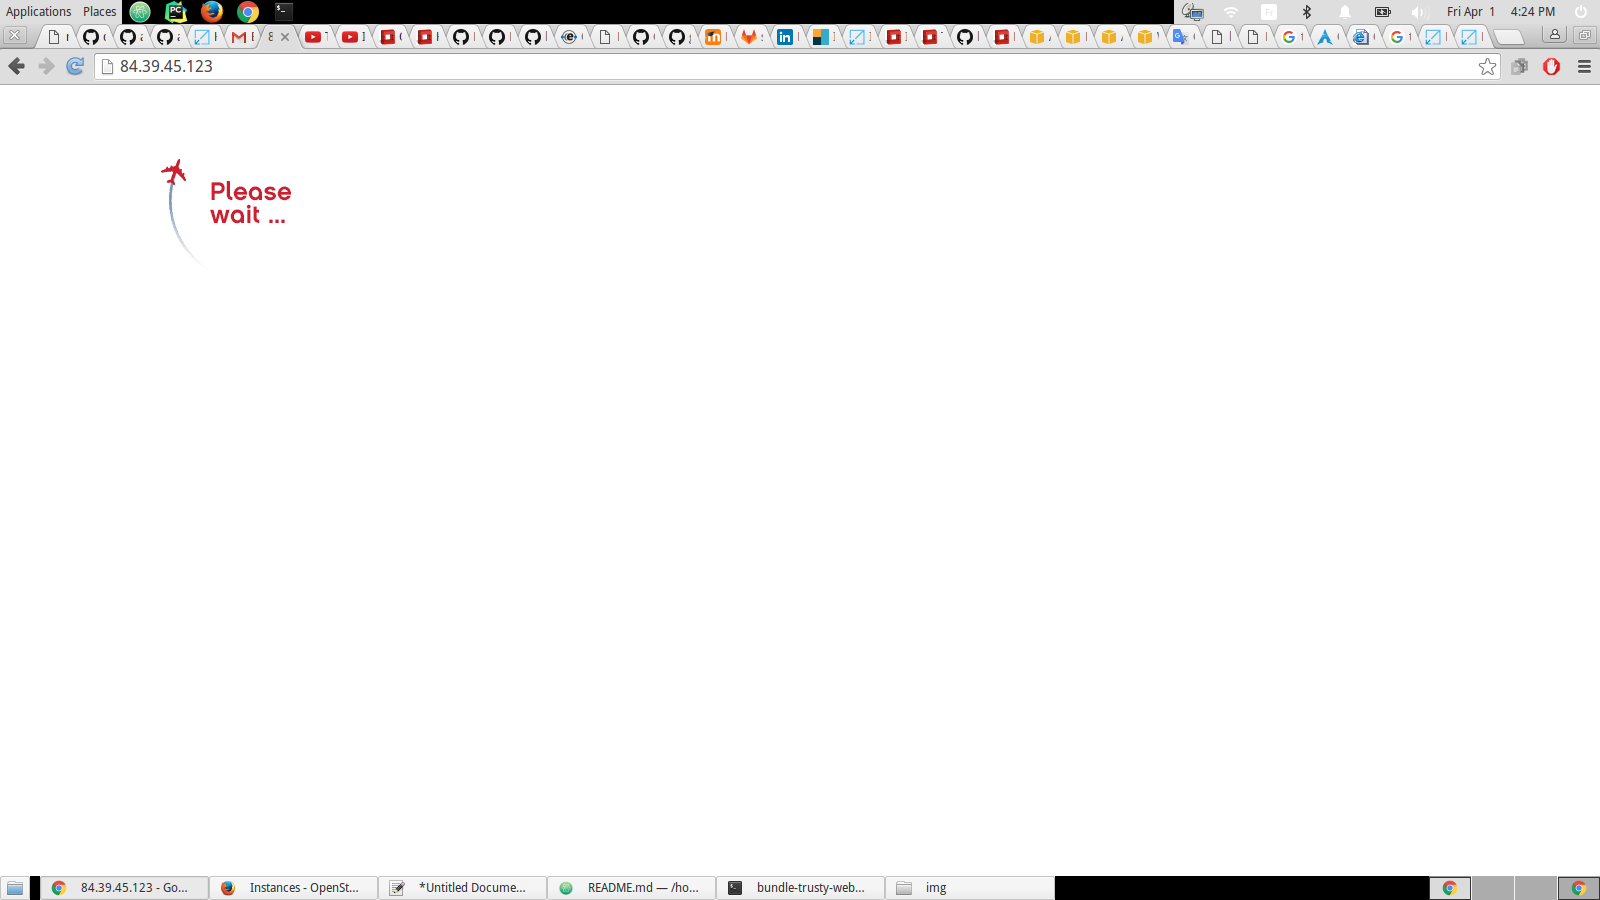 Applications Places
Fr
Fri Apr 1 4:24 PM
84.39.45.123
Please
wait ...
84.39.45.123 - Go...
Instances - OpenSt...
*Untitled Docume...
README.md — /ho...
bundle-trusty-web...
img